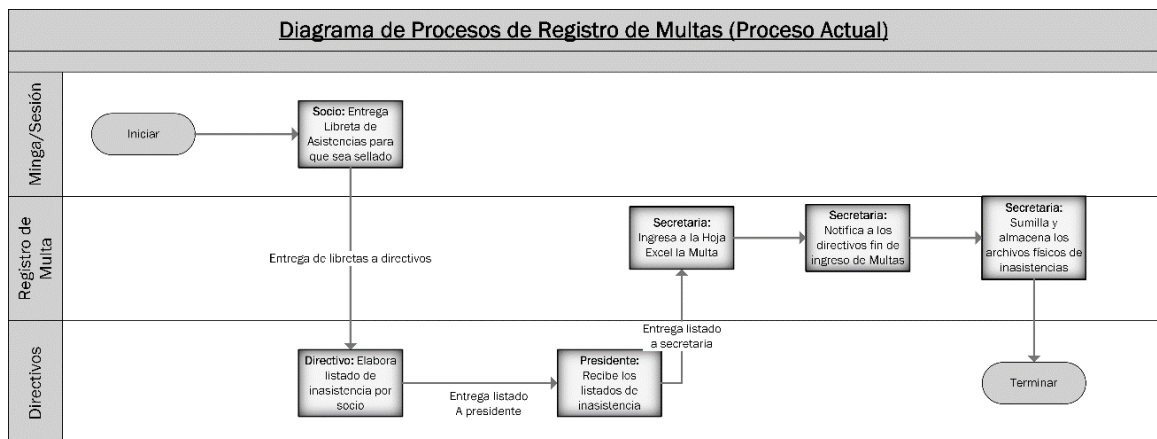 Diagrama de Procesos de Registro de Multas (Proceso Actual)
Minga/Sesión
Iniciar
Socio: Entrega
Libreta de
Asistencias para
que sea sellado
Registro de
Multa
Entrega de libretas a directivos
Secretaria:
Ingresa a la Hoja
Excel la Multa
Secretaria:
Notifica a los
directivos fin de
ingreso de Multas
Secretaria:
Sumilla y
almacena los
archivos físicos de
inasistencias
Directivos
Directivo: Elabora
listado de
inasistencia por
socio
Entrega listado
A presidente
Presidente:
Recibe los
listados de
inasistencia
Entrega listado
a secretaria
Terminar